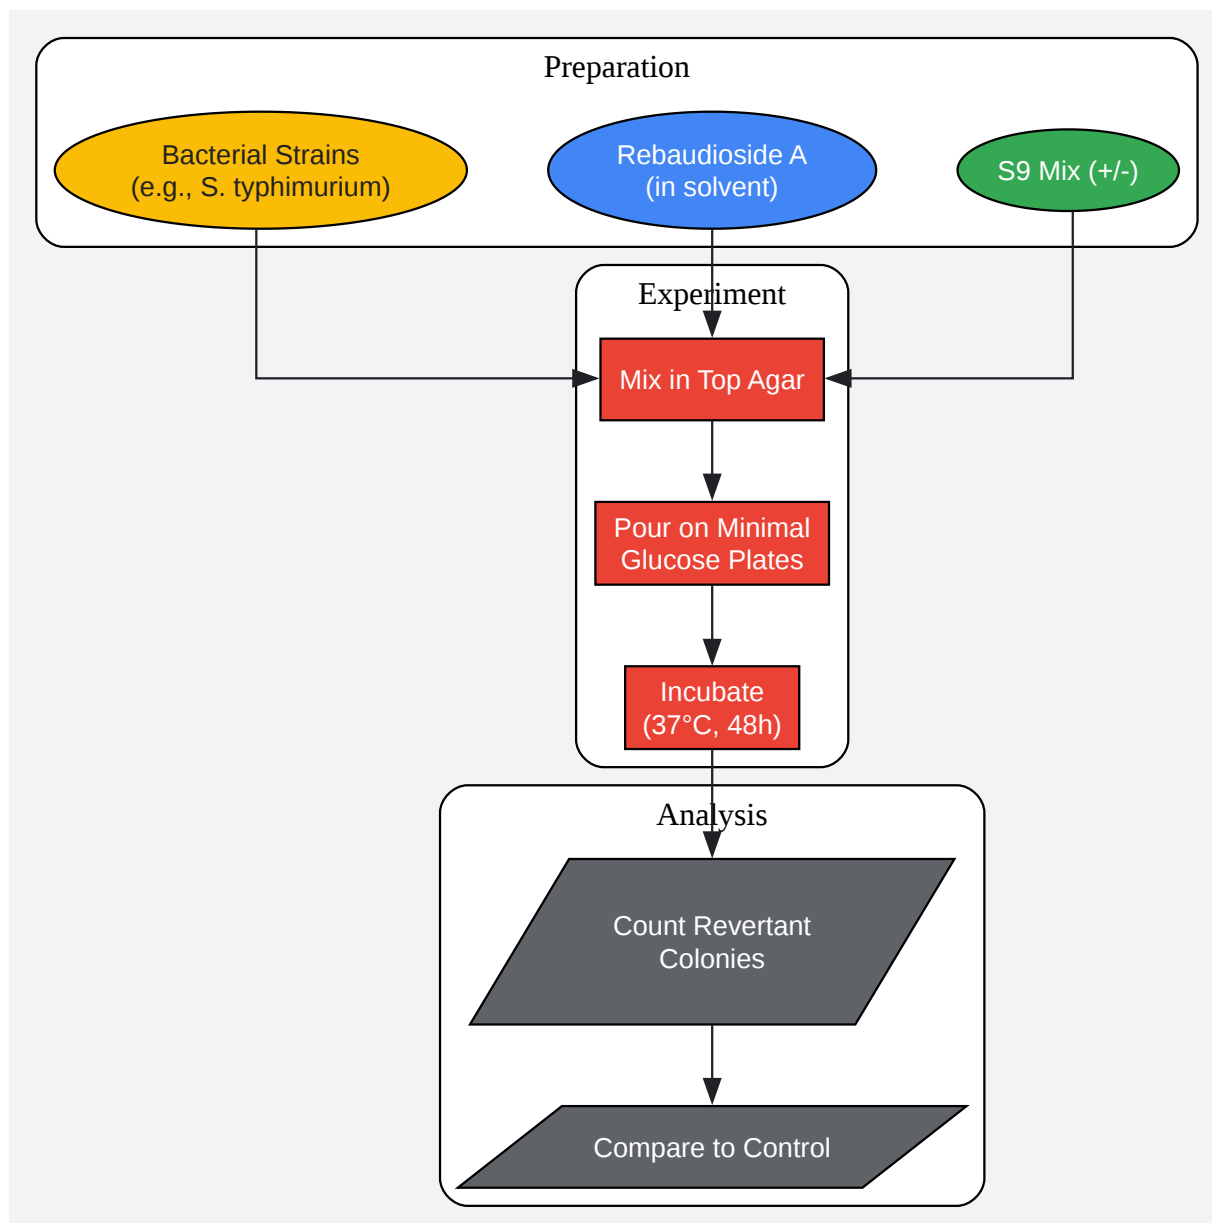 Preparation
Bacterial Strains
(e.g., S. typhimurium)
Rebaudioside A
(in solvent)
S9 Mix (+/-)
Experiment
Mix in Top Agar
Pour on Minimal
Glucose Plates
Incubate
(37°C, 48h)
Analysis
Count Revertant
Colonies
Compare to Control